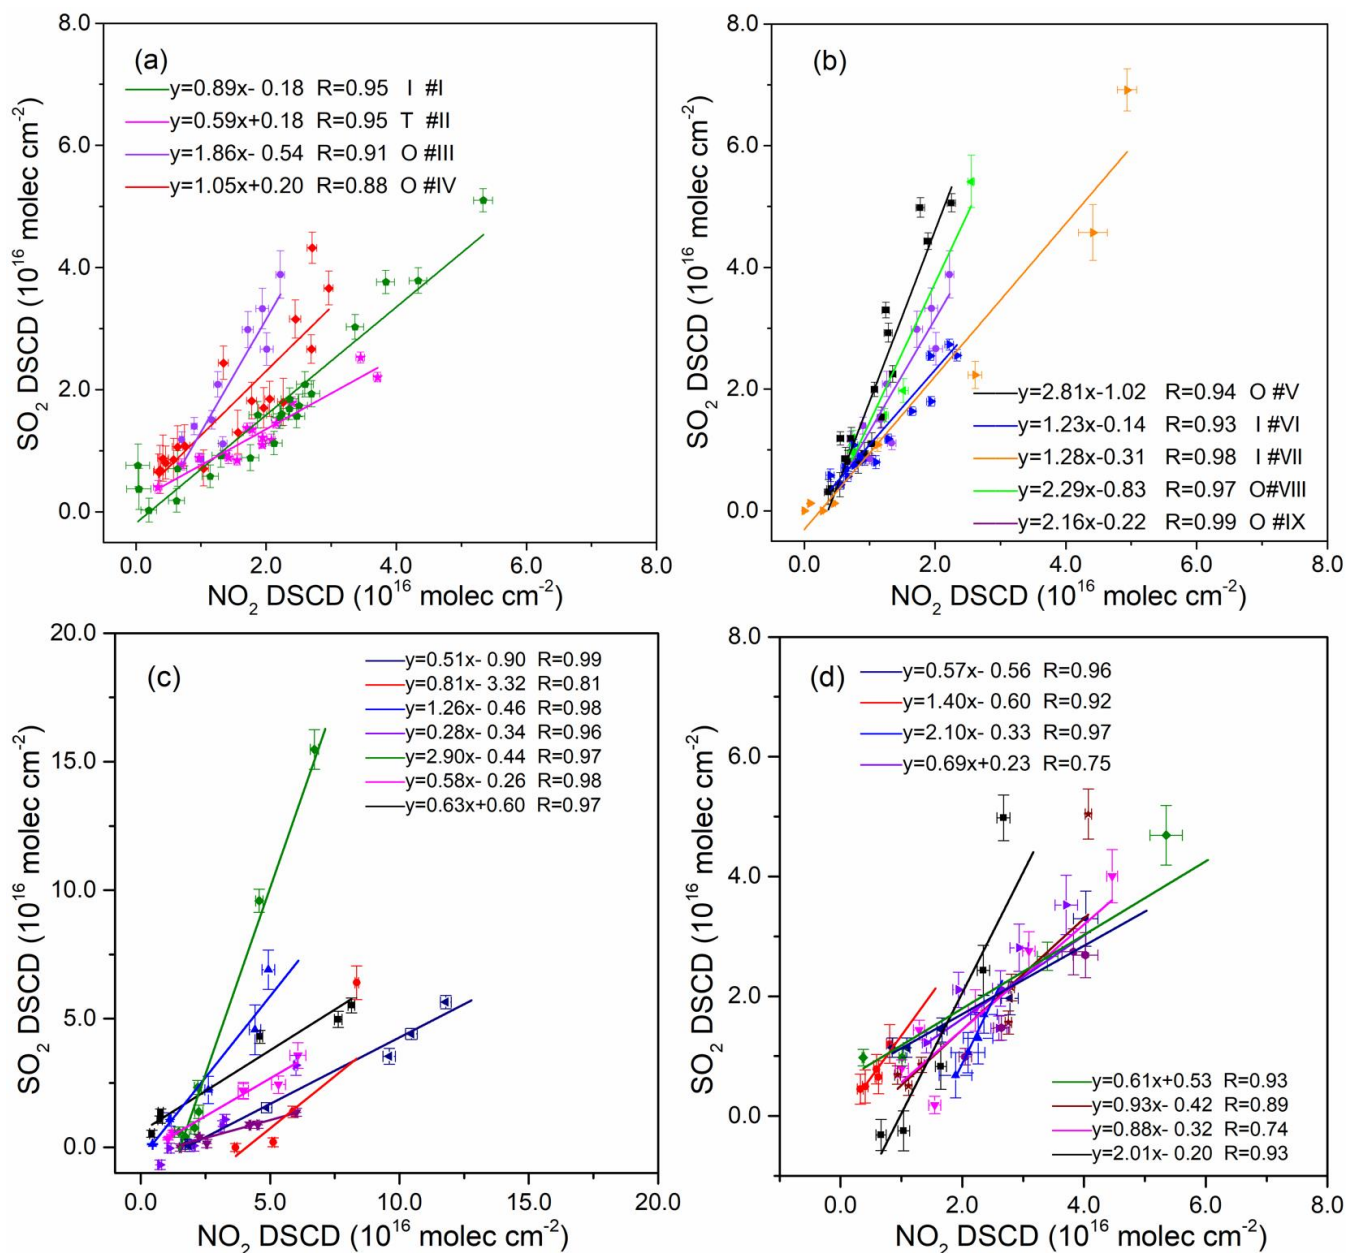 (a)
y=0.89x- 0.18 R=0.95 I #I
y=0.59x+0.18 R=0.95 T #II
y=1.86x- 0.54 R=0.91 O #III
y=1.05x+0.20 R=0.88 O #IV
8.0
6.0
4.0
2.0
0.0
SO2 DSCD (10^16 molec cm^-2)
0.0 2.0 4.0 6.0 8.0
NO2 DSCD (10^16 molec cm^-2)
(b)
8.0
6.0
4.0
2.0
0.0
SO2 DSCD (10^16 molec cm^-2)
y=2.81x-1.02 R=0.94 O #V
y=1.23x-0.14 R=0.93 I #VI
y=1.28x-0.31 R=0.98 I #VII
y=2.29x-0.83 R=0.97 O#VIII
y=2.16x-0.22 R=0.99 O #IX
0.0 2.0 4.0 6.0 8.0
NO2 DSCD (10^16 molec cm^-2)
(c)
y=0.51x- 0.90 R=0.99
y=0.81x- 3.32 R=0.81
y=1.26x- 0.46 R=0.98
y=0.28x- 0.34 R=0.96
y=2.90x- 0.44 R=0.97
y=0.58x- 0.26 R=0.98
y=0.63x+0.60 R=0.97
20.0
15.0
10.0
5.0
0.0
SO2 DSCD (10^16 molec cm^-2)
0.0 5.0 10.0 15.0 20.0
NO2 DSCD (10^16 molec cm^-2)
(d)
y=0.57x- 0.56 R=0.96
y=1.40x- 0.60 R=0.92
y=2.10x- 0.33 R=0.97
y=0.69x+0.23 R=0.75
8.0
6.0
4.0
2.0
0.0
SO2 DSCD (10^16 molec cm^-2)
y=0.61x+0.53 R=0.93
y=0.93x- 0.42 R=0.89
y=0.88x- 0.32 R=0.74
y=2.01x- 0.20 R=0.93
0.0 2.0 4.0 6.0 8.0
NO2 DSCD (10^16 molec cm^-2)